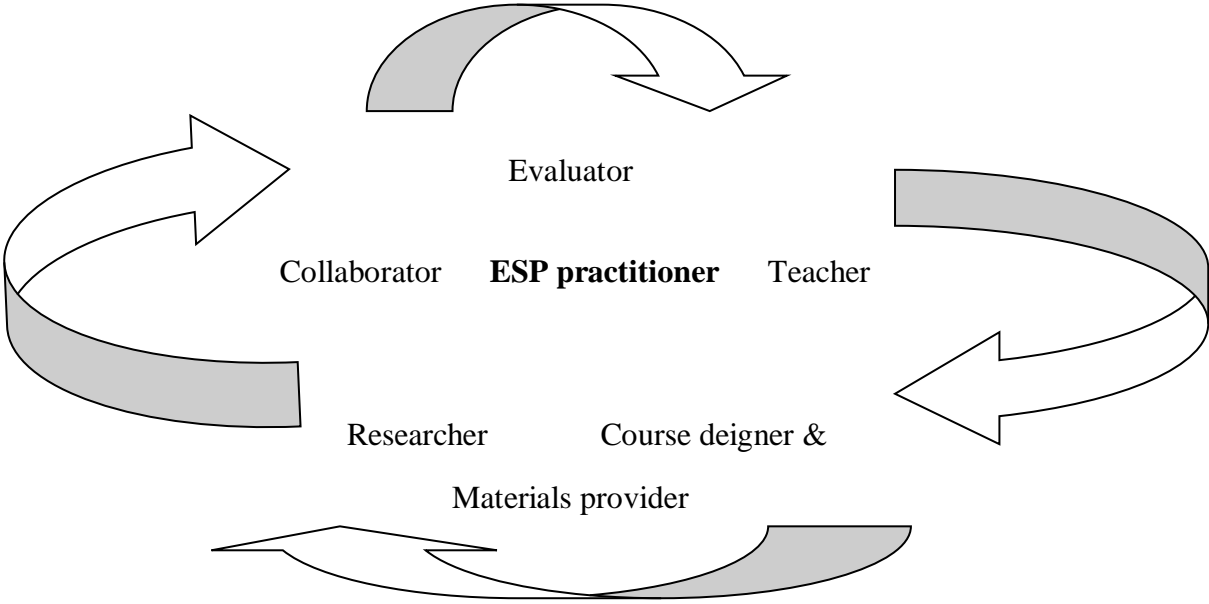 Evaluator
Collaborator ESP practitioner Teacher
Researcher Course deigner &
Materials provider